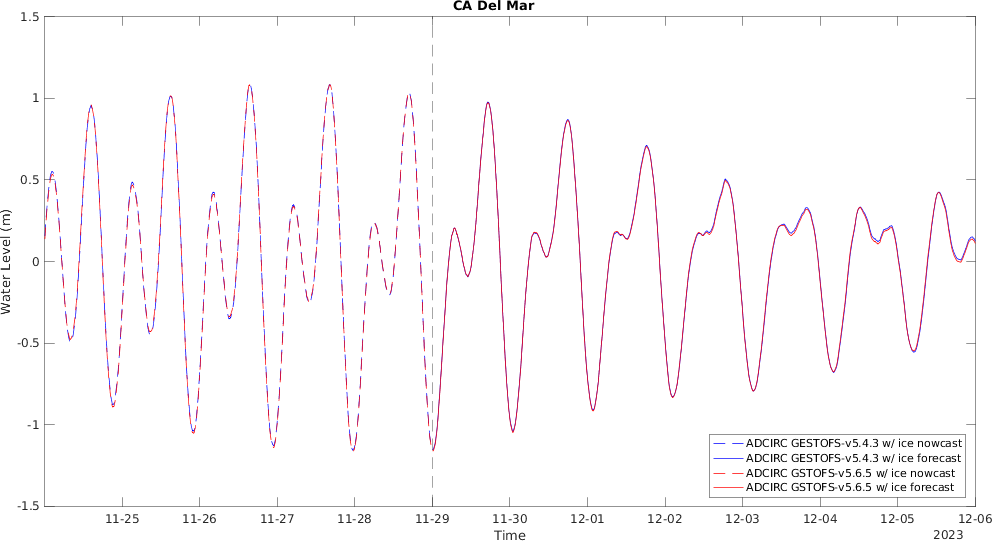 CA Del Mar
1.5
1
0.5
0
-0.5
-1
-1.5
Water Level (m)
11-25 11-26 11-27 11-28 11-29 11-30 12-01 12-02 12-03 12-04 12-05 12-06
Time
2023
ADCIRC GESTOFS-v5.4.3 w/ ice nowcast
ADCIRC GESTOFS-v5.4.3 w/ ice forecast
ADCIRC GSTOFS-v5.6.5 w/ ice nowcast
ADCIRC GSTOFS-v5.6.5 w/ ice forecast